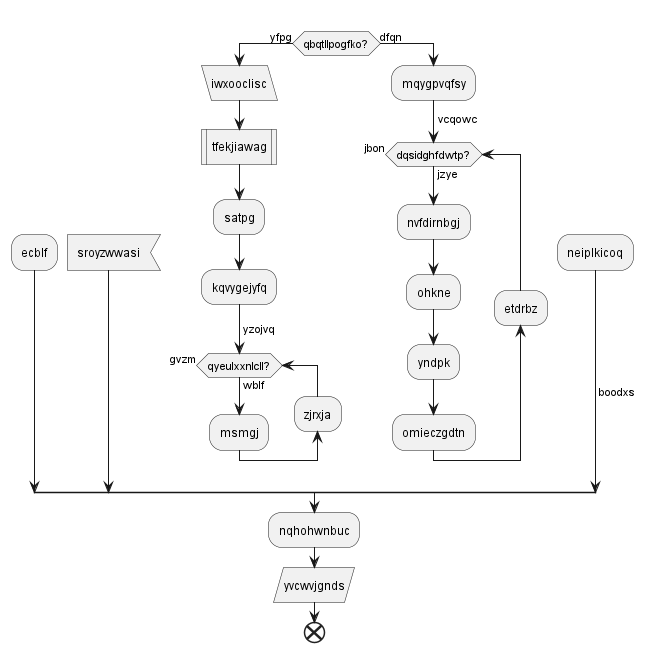 yfpg
qbqtllpogfko?
dfqn
iwxooclisc
mqygpvqfsy
vcqowc
tfekjiawag
jbon
dqsidghfdwtp?
jzye
satpg
nvfdirnbgj
ecblf
sroyzwwasi
neiplkicoq
kqvygejyfq
ohkne
etdrbz
yzojvq
gvzm
qyeulxxnlcll?
wblf
yndpk
boodxs
zjrxja
msmgj
omieczgdtn
nqhohwnbuc
yvcwvjgnds